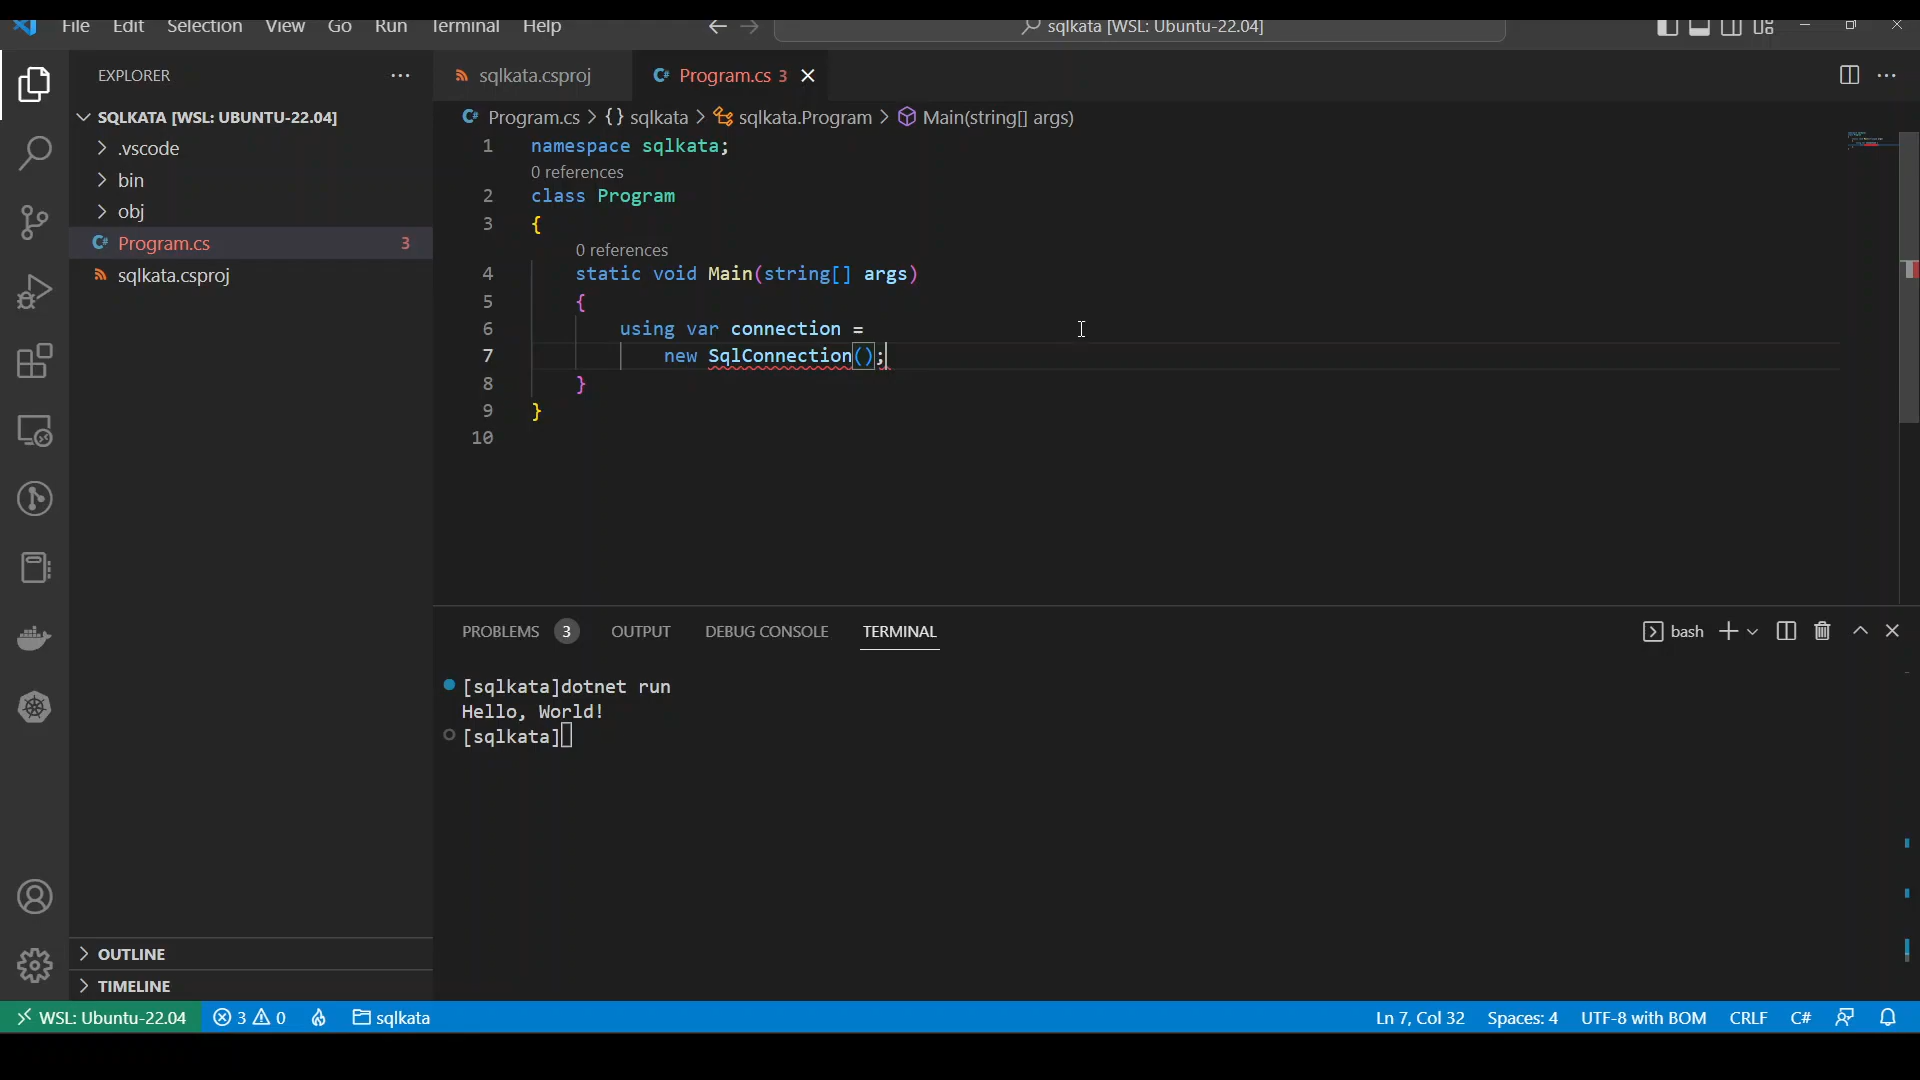 File Edit Selection View Go Run Terminal Help
sqlkata [WSL: Ubuntu-22.04]
EXPLORER
sqlkata.csproj
Program.cs 3
SQLKATA [WSL: UBUNTU-22.04]
.vscode
bin
obj
Program.cs 3
sqlkata.csproj
Program.cs > {} sqlkata > sqlkata.Program > Main(string[] args)
1 namespace sqlkata;
0 references
2 class Program
3 {
0 references
4 static void Main(string[] args)
5 {
6 using var connection =
7 new SqlConnection();
8 }
9 }
10
PROBLEMS 3 OUTPUT DEBUG CONSOLE TERMINAL
bash
[sqlkata]dotnet run
Hello, World!
[sqlkata]
OUTLINE
TIMELINE
WSL: Ubuntu-22.04 3 0 sqlkata
Ln 7, Col 32 Spaces: 4 UTF-8 with BOM CRLF C#